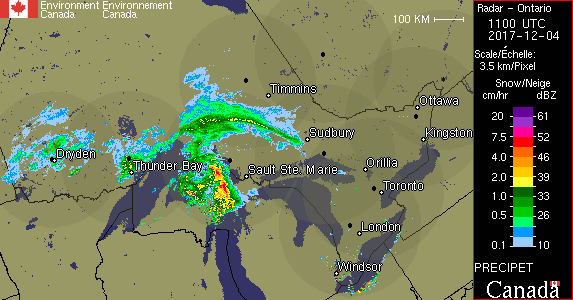 Environment Environnement
Canada Canada
100 KM
Timmins
Ottawa
Sudbury
Kingston
Dryden
Thunder Bay
Sault Ste. Marie
Orillia
Toronto
London
Windsor
Radar - Ontario
1100 UTC
2017-12-04
Scale/Échelle:
3.5 km/Pixel
Snow/Neige
cm/hr dBZ
20 61
7.5 52
4.0 46
2.0 39
1.0 33
0.5 26
0.1 10
PRECIPET
Canada